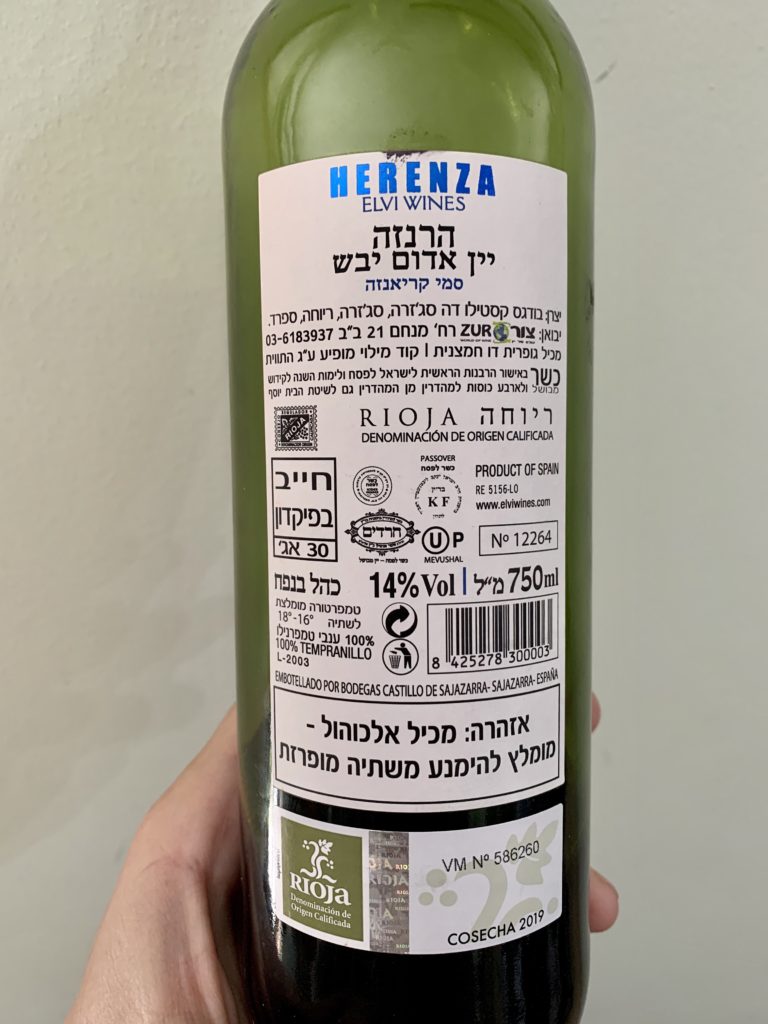 HERENZA
ELVI WINES
הרנזה
יין אדום יבש
סמי קריאנזה
יצרן: בודגס קסטילו דה סג'זרה, סג'זרה, ריוחה, ספרד.
יבואן: צור ZUR רח' מנחם 21 ב"ב 03-6183937
מכיל גופרית דו חמצנית | קוד מילוי מופיע ע"ג התווית
כשר באישור הרבנות הראשית לישראל לפסח ולימות השנה לקידוש
מבושל ולארבע כוסות למהדרין מן המהדרין גם לשיטת הבית יוסף
RIOJA ריוחה
DENOMINACIÓN DE ORIGEN CALIFICADA
RIOJA
חייב
בפיקדון
30 אג'
PASSOVER
כשר לפסח
KF
PRODUCT OF SPAIN
RE 5156-LO
www.elviwines.com
חרדים
U P
MEVUSHAL
Nº 12264
כהל בנפח 14% Vol | מ"ל 750ml
טמפרטורה מומלצת
לשתיה 16°-18°
100% ענבי טמפרנילו
100% TEMPRANILLO
L-2003
8 425278 300003
EMBOTELLADO POR BODEGAS CASTILLO DE SAJAZARRA- SAJAZARRA- ESPAÑA
אזהרה: מכיל אלכוהול -
מומלץ להימנע משתיה מופרזת
RIOJA
Denominación de
Origen Calificada
VM Nº 586260
COSECHA 2019